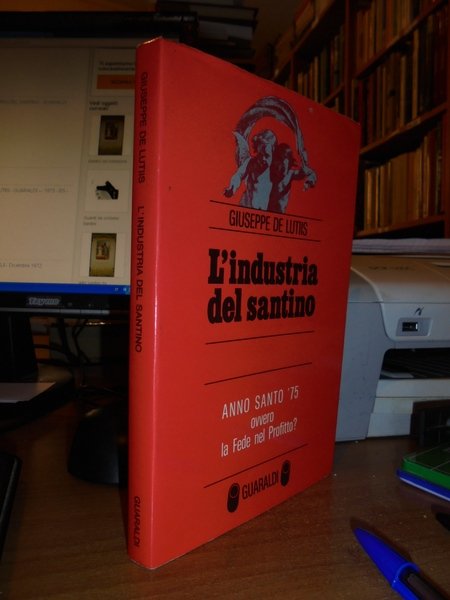 GIUSEPPE DE LUTIIS
L'industria
del santino
ANNO SANTO '75
ovvero
la Fede nel Profitto?
GUARALDI
GIUSEPPE DE LUTIIS L'INDUSTRIA DEL SANTINO GUARALDI